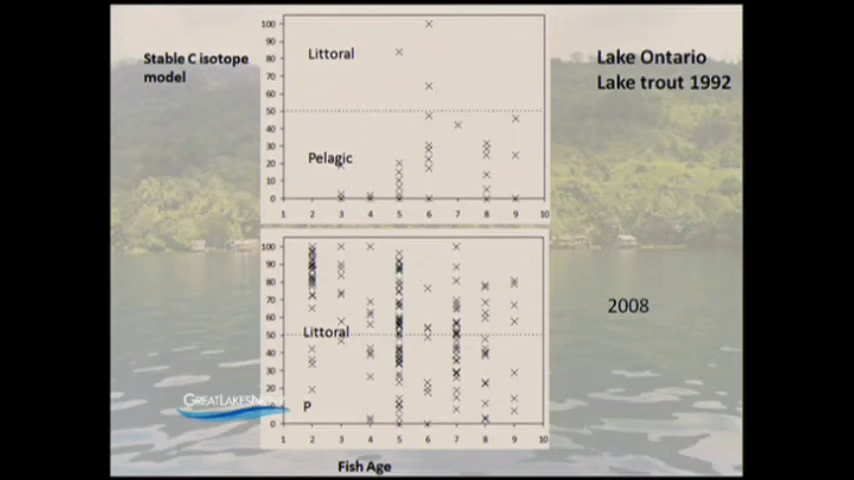 Stable C isotope
model
Lake Ontario
Lake trout 1992
100
90
80
70
60
50
40
30
20
10
0
Littoral
Pelagic
1 2 3 4 5 6 7 8 9 10
2008
100
90
80
70
60
50
40
30
20
0
Littoral
P
1 2 3 4 5 6 7 8 9 10
GREATLAKESNOW
Fish Age